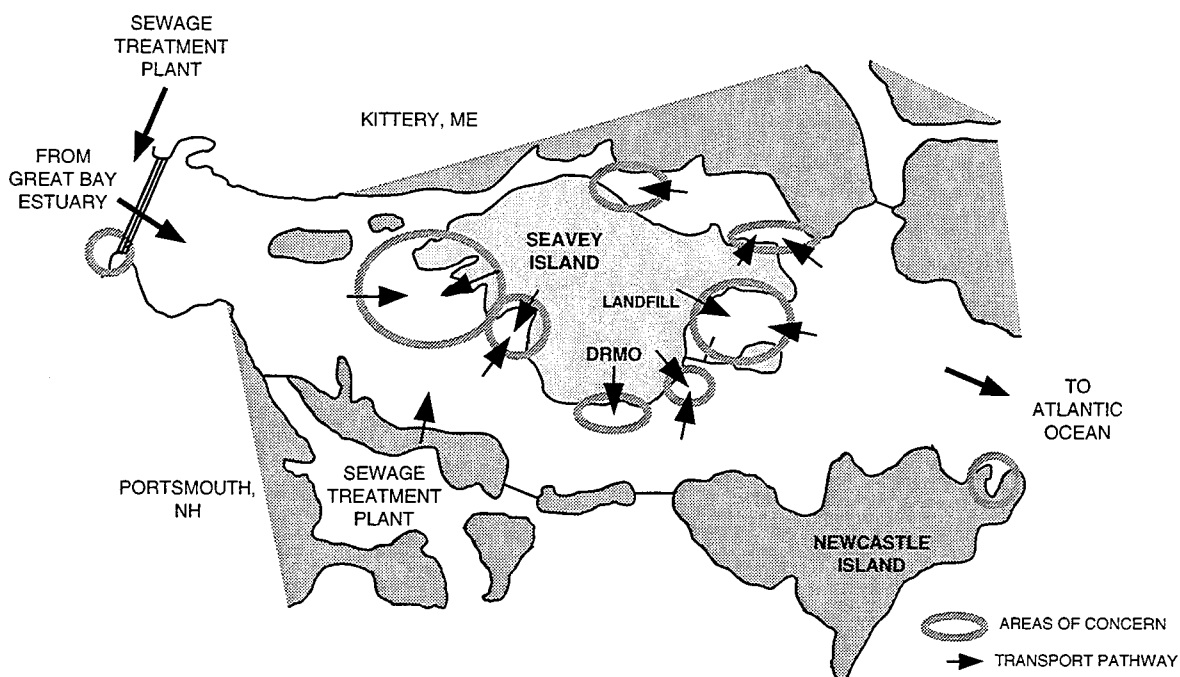 SEWAGE
TREATMENT
PLANT
KITTERY, ME
FROM
GREAT BAY
ESTUARY
SEAVEY
ISLAND
LANDFILL
DRMO
TO
ATLANTIC
OCEAN
PORTSMOUTH,
NH
SEWAGE
TREATMENT
PLANT
NEWCASTLE
ISLAND
AREAS OF CONCERN
TRANSPORT PATHWAY